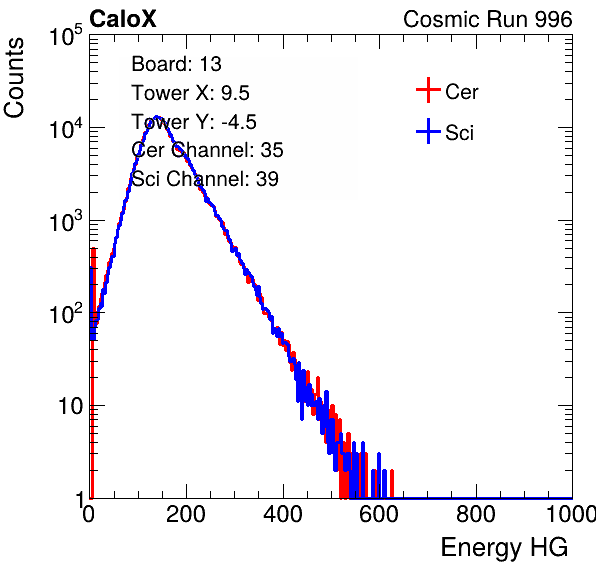 CaloX Cosmic Run 996
Counts
10^5
10^4
10^3
10^2
10
1
Board: 13
Tower X: 9.5
Tower Y: -4.5
Cer Channel: 35
Sci Channel: 39
Cer
Sci
0 200 400 600 800 1000
Energy HG